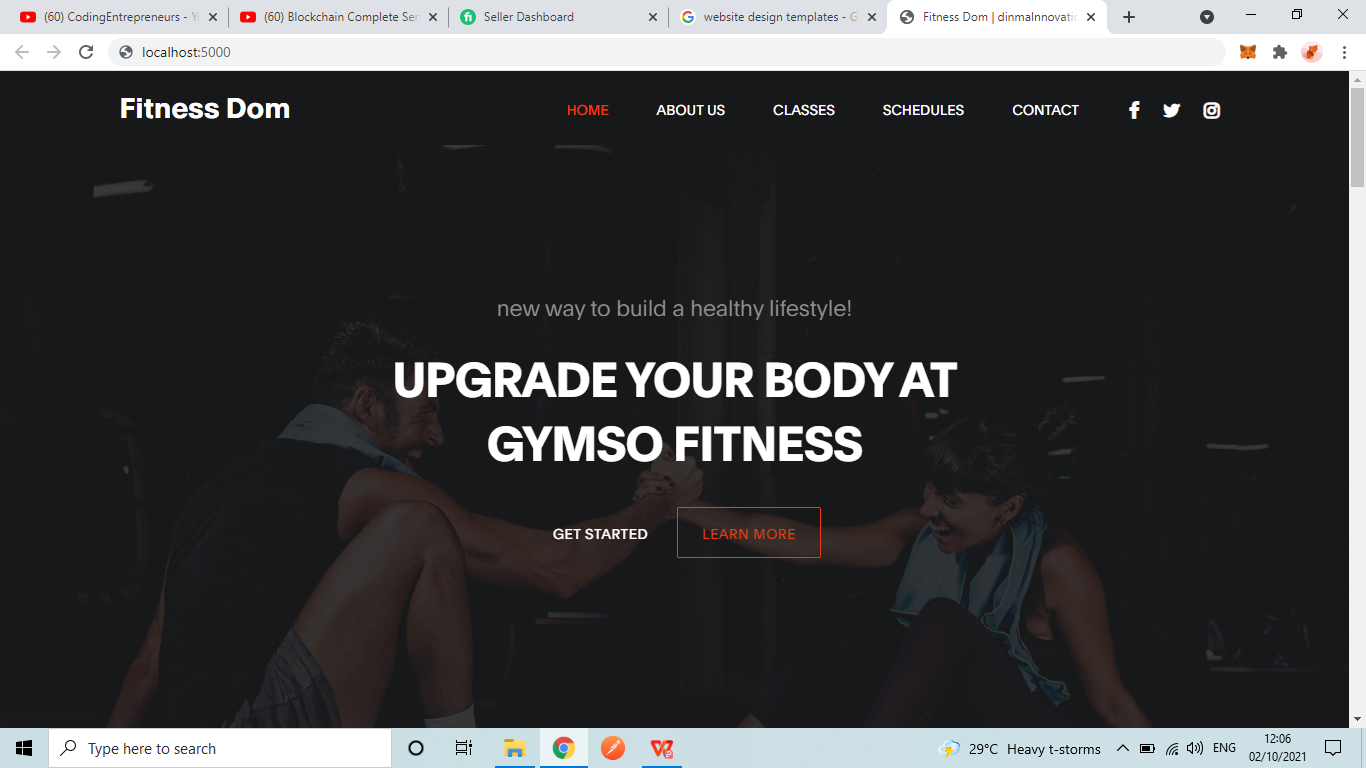 (60) CodingEntrepreneurs - Y
(60) Blockchain Complete Ser
Seller Dashboard
website design templates - G
Fitness Dom | dinmaInnovatio
localhost:5000
Fitness Dom
HOME
ABOUT US
CLASSES
SCHEDULES
CONTACT
new way to build a healthy lifestyle!
UPGRADE YOUR BODY AT
GYMSO FITNESS
GET STARTED
LEARN MORE
Type here to search
29°C Heavy t-storms
ENG
12:06
02/10/2021